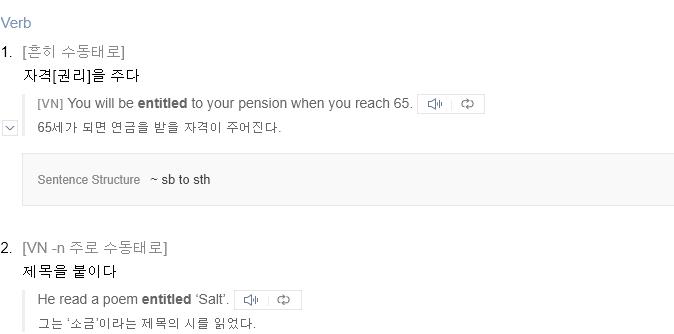 Verb
1. [흔히 수동태로]
자격[권리]을 주다
[VN] You will be entitled to your pension when you reach 65.
65세가 되면 연금을 받을 자격이 주어진다.
Sentence Structure ~ sb to sth
2. [VN -n 주로 수동태로]
제목을 붙이다
He read a poem entitled ‘Salt’.
그는 ‘소금’이라는 제목의 시를 읽었다.